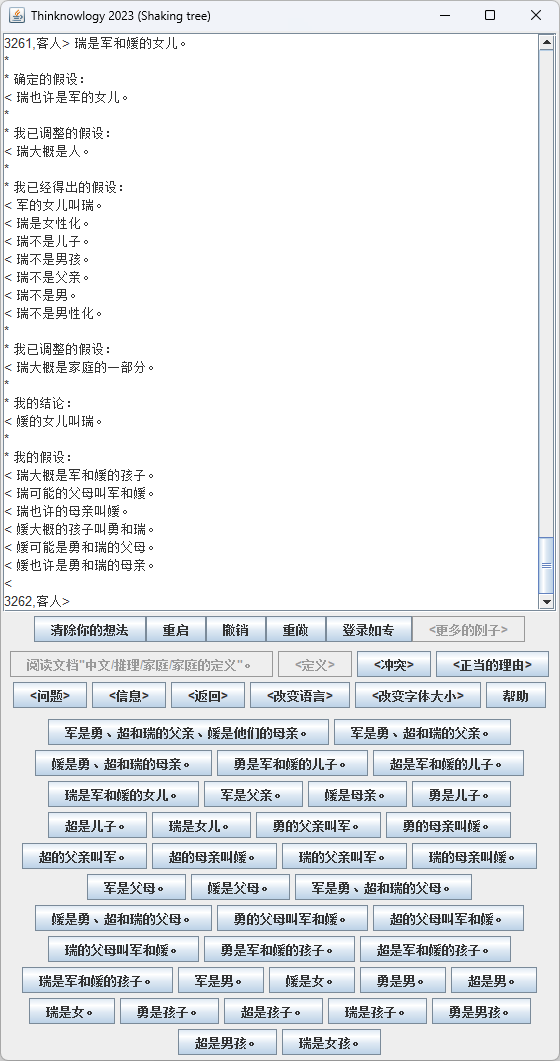 Thinknowlogy 2023 (Shaking tree)
3261,客人> 瑞是军和媛的女儿。
*
* 确定的假设：
< 瑞也许是军的女儿。
*
* 我已调整的假设：
< 瑞大概是人。
*
* 我已经得出的假设：
< 军的女儿叫瑞。
< 瑞是女性化。
< 瑞不是儿子。
< 瑞不是男孩。
< 瑞不是父亲。
< 瑞不是男。
< 瑞不是男性化。
*
* 我已调整的假设：
< 瑞大概是家庭的一部分。
*
* 我的结论：
< 媛的女儿叫瑞。
*
* 我的假设：
< 瑞大概是军和媛的孩子。
< 瑞可能的父母叫军和媛。
< 瑞也许的母亲叫媛。
< 媛大概的孩子叫勇和瑞。
< 媛可能是勇和瑞的父母。
< 媛也许是勇和瑞的母亲。
<
3262,客人>
清除你的想法 重启 撤销 重做 登录如专 <更多的例子>
阅读文档"中文/推理/家庭/家庭的定义"。 <定义> <冲突> <正当的理由>
<问题> <信息> <返回> <改变语言> <改变字体大小> 帮助
军是勇、超和瑞的父亲、媛是他们的母亲。 军是勇、超和瑞的父亲。
媛是勇、超和瑞的母亲。 勇是军和媛的儿子。 超是军和媛的儿子。
瑞是军和媛的女儿。 军是父亲。 媛是母亲。 勇是儿子。
超是儿子。 瑞是女儿。 勇的父亲叫军。 勇的母亲叫媛。
超的父亲叫军。 超的母亲叫媛。 瑞的父亲叫军。 瑞的母亲叫媛。
军是父母。 媛是父母。 军是勇、超和瑞的父母。
媛是勇、超和瑞的父母。 勇的父母叫军和媛。 超的父母叫军和媛。
瑞的父母叫军和媛。 勇是军和媛的孩子。 超是军和媛的孩子。
瑞是军和媛的孩子。 军是男。 媛是女。 勇是男。 超是男。
瑞是女。 勇是孩子。 超是孩子。 瑞是孩子。 勇是男孩。
超是男孩。 瑞是女孩。